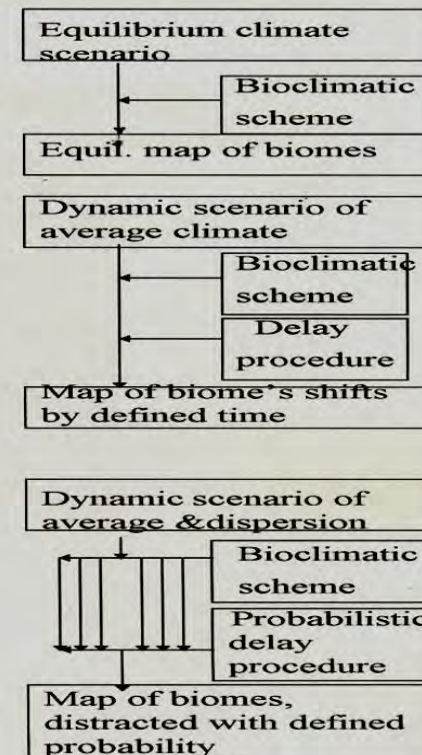 Equilibrium climate
scenario
Bioclimatic
scheme
Equil. map of biomes
Dynamic scenario of
average climate
Bioclimatic
scheme
Delay
procedure
Map of biome's shifts
by defined time
Dynamic scenario of
average &dispersion
Bioclimatic
scheme
Probabilistic
delay
procedure
Map of biomes,
distracted with defined
probability